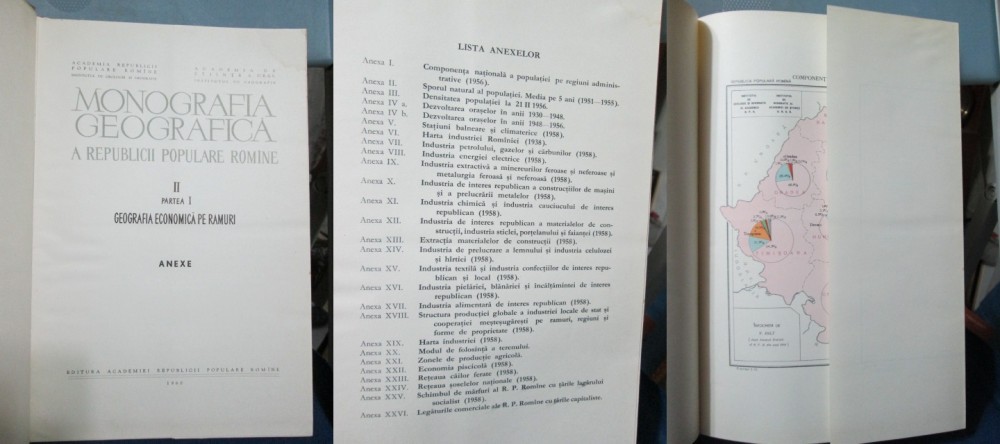 ACADEMIA REPUBLICII
POPULARE ROMÎNE
ACADEMIA DE
MONOGRAFIA
GEOGRAFICA
A REPUBLICII POPULARE ROMINE
II
PARTEA I
GEOGRAFIA ECONOMICĂ PE RAMURI
ANEXE
EDITURA ACADEMIEI REPUBLICII POPULARE ROMÎNE
1960
LISTA ANEXELOR
Anexa I. Componența națională a populației pe regiuni adminis-
trative (1956).
Anexa II. Sporul natural al populației. Media pe 5 ani (1951—1955).
Anexa III. Densitatea populației la 21 II 1956.
Anexa IV a. Dezvoltarea orașelor în anii 1930—1948.
Anexa IV b. Dezvoltarea orașelor în anii 1948—1956.
Anexa V. Stațiuni balneare și climaterice (1958).
Anexa VI. Harta industriei Romîniei (1938).
Anexa VII. Industria petrolului, gazelor și cărbunilor (1958).
Anexa VIII. Industria energiei electrice (1958).
Anexa IX. Industria extractivă a minereurilor feroase și neferoase și
metalurgia feroasă și neferoasă (1958).
Anexa X. Industria de interes republican a construcțiilor de mașini
și a prelucrării metalelor (1958).
Anexa XI. Industria chimică și industria cauciucului de interes
republican (1958).
Anexa XII. Industria de interes republican a materialelor de con-
strucții, industria sticlei, porțelanului și faianței (1958).
Anexa XIII. Extracția materialelor de construcții (1958).
Anexa XIV. Industria de prelucrare a lemnului și industria celulozei
și hîrtiei (1958).
Anexa XV. Industria textilă și industria confecțiilor de interes repu-
blican și local (1958).
Anexa XVI. Industria pielăriei, blănăriei și încălțămintei de interes
republican (1958).
Anexa XVII. Industria alimentară de interes republican (1958).
Anexa XVIII. Structura producției globale a industriei locale de stat și
cooperației meșteșugărești pe ramuri, regiuni și
forme de proprietate (1958).
Anexa XIX. Harta industriei (1958).
Anexa XX. Modul de folosință a terenului.
Anexa XXI. Zonele de producție agricolă.
Anexa XXII. Economia piscicolă (1958).
Anexa XXIII. Rețeaua căilor ferate (1958).
Anexa XXIV. Rețeaua șoselelor naționale (1958).
Anexa XXV. Schimbul de mărfuri al R. P. Romîne cu țările lagărului
socialist (1958).
Anexa XXVI. Legăturile comerciale ale R. P. Romîne cu țările capitaliste.
REPUBLICA POPULARĂ ROMÎNĂ
COMPONENȚ
ORADEA
TIMIȘOARA